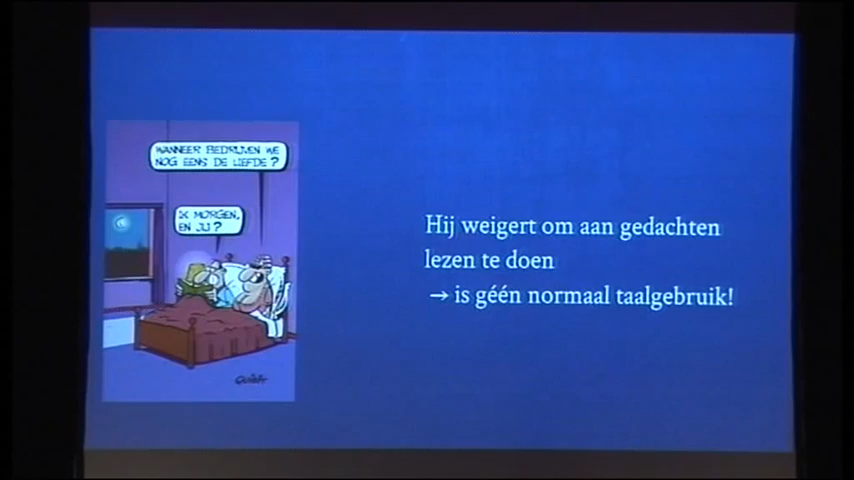 WANNEER BEDRIJVEN WE
NOG EENS DE LIEFDE?
IK MORGEN,
EN JIJ?
Hij weigert om aan gedachten
lezen te doen
→ is géén normaal taalgebruik!